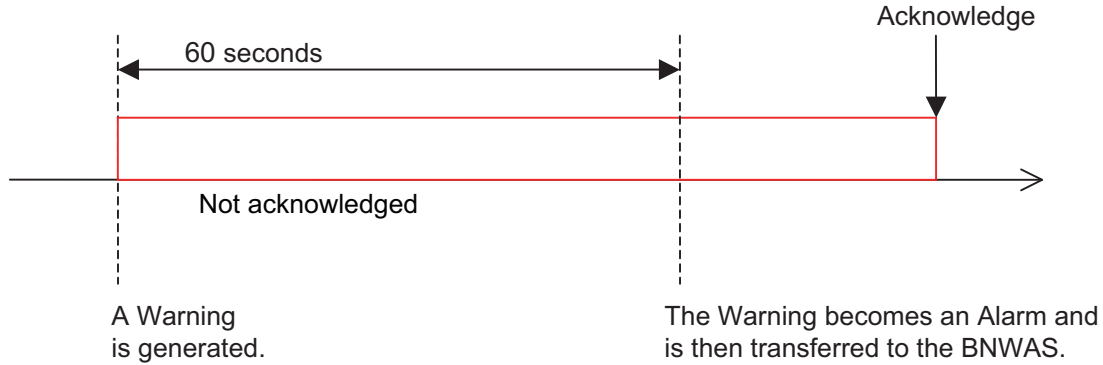 Acknowledge
60 seconds
Not acknowledged
A Warning
is generated.
The Warning becomes an Alarm and
is then transferred to the BNWAS.